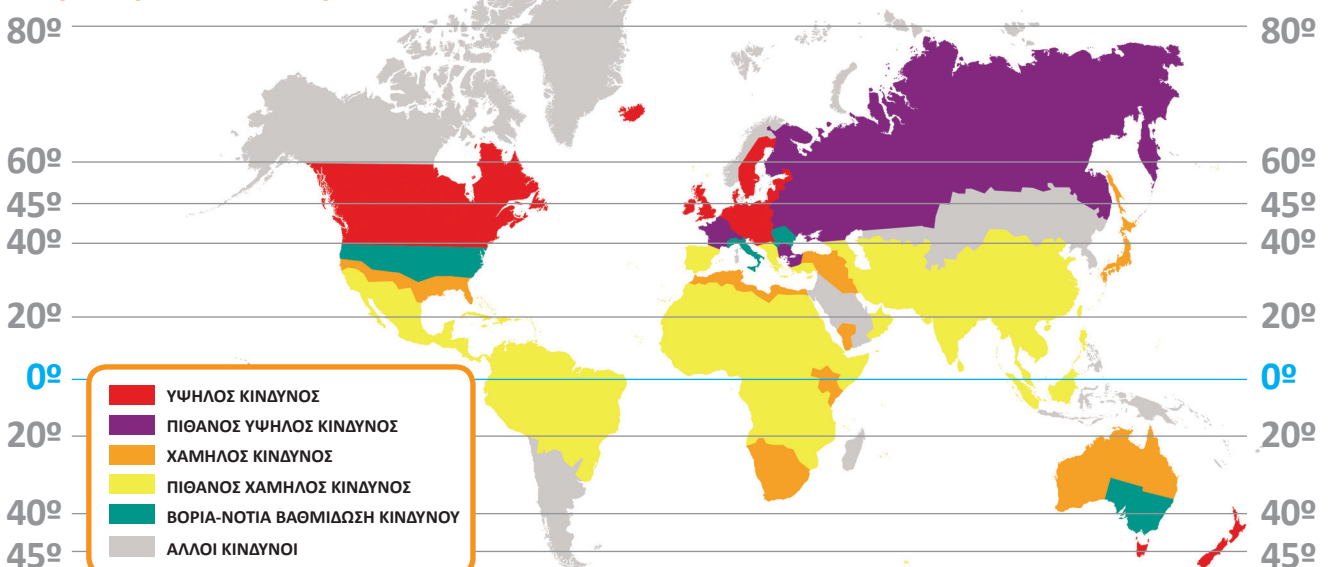 80º 80º
60º 60º
45º 45º
40º 40º
20º 20º
0º 0º
20º 20º
40º 40º
45º 45º
ΥΨΗΛΟΣ ΚΙΝΔΥΝΟΣ
ΠΙΘΑΝΟΣ ΥΨΗΛΟΣ ΚΙΝΔΥΝΟΣ
ΧΑΜΗΛΟΣ ΚΙΝΔΥΝΟΣ
ΠΙΘΑΝΟΣ ΧΑΜΗΛΟΣ ΚΙΝΔΥΝΟΣ
ΒΟΡΙΑ-ΝΟΤΙΑ ΒΑΘΜΙΔΩΣΗ ΚΙΝΔΥΝΟΥ
ΑΛΛΟΙ ΚΙΝΔΥΝΟΙ